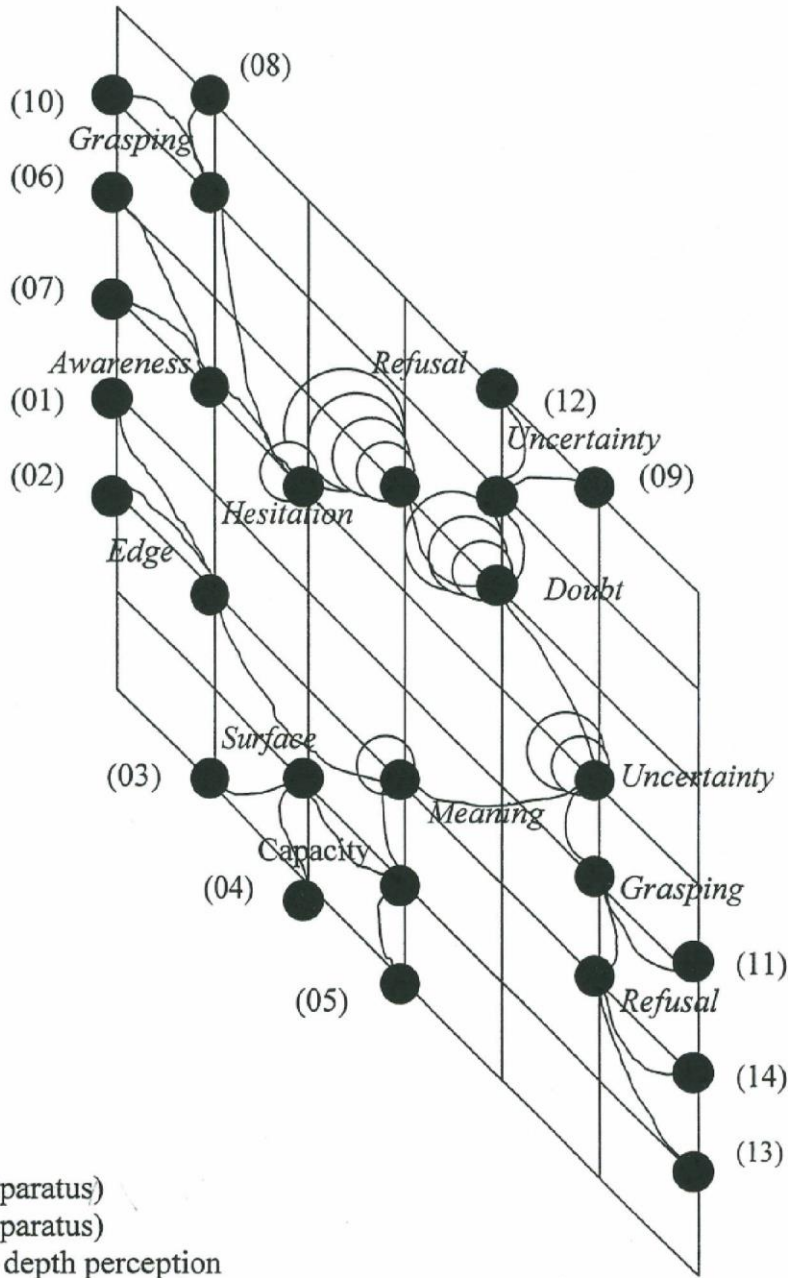 (08)
(10)
Grasping
(06)
(07)
Awareness
Refusal
(01)
(12)
Uncertainty
(02)
(09)
Hesitation
Edge
Doubt
Surface
(03)
Uncertainty
Meaning
Capacity
(04)
Grasping
(11)
(05)
Refusal
(14)
(13)
paratus)
paratus)
depth perception